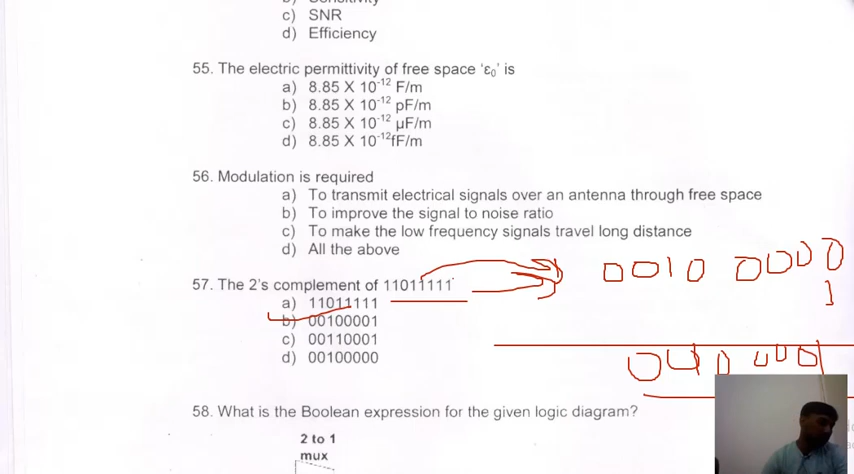 c) SNR
d) Efficiency
55. The electric permittivity of free space 'ε₀' is
a) 8.85 X 10⁻¹² F/m
b) 8.85 X 10⁻¹² pF/m
c) 8.85 X 10⁻¹² µF/m
d) 8.85 X 10⁻¹²fF/m
56. Modulation is required
a) To transmit electrical signals over an antenna through free space
b) To improve the signal to noise ratio
c) To make the low frequency signals travel long distance
d) All the above
57. The 2's complement of 11011111
0010 0000
1
a) 11011111
b) 00100001
c) 00110001
d) 00100000
58. What is the Boolean expression for the given logic diagram?
2 to 1
mux